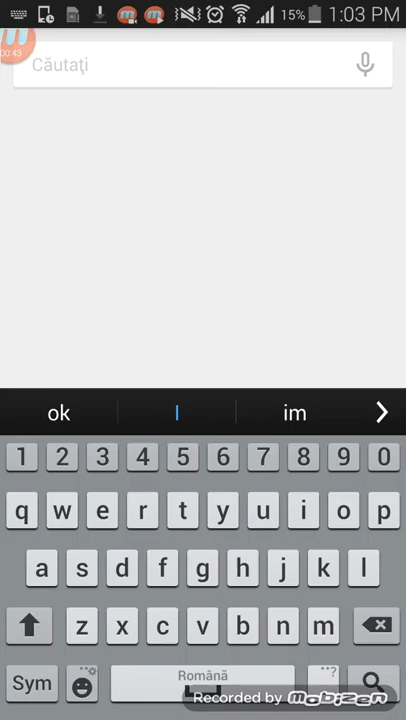 15% 1:03 PM
00:43
Căutați
ok I im
1 2 3 4 5 6 7 8 9 0
q w e r t y u i o p
a s d f g h j k l
z x c v b n m
Sym Română ?
Recorded by mobizen